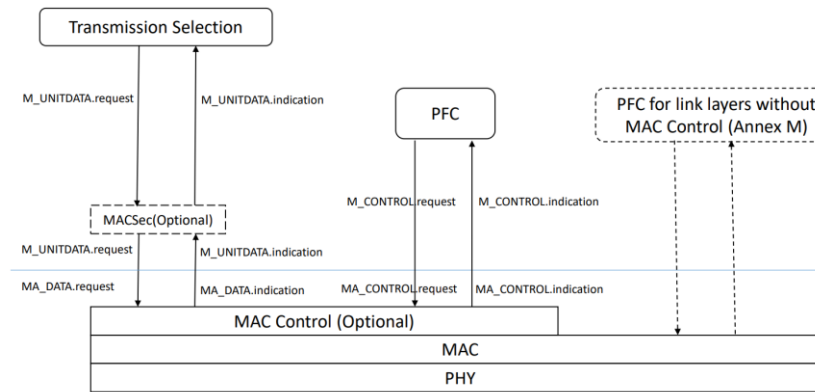 Transmission Selection
M_UNITDATA.request
M_UNITDATA.indication
PFC
PFC for link layers without
MAC Control (Annex M)
MACSec(Optional)
M_CONTROL.request
M_CONTROL.indication
M_UNITDATA.request
M_UNITDATA.indication
MA_DATA.request
MA_DATA.indication
MA_CONTROL.request
MA_CONTROL.indication
MAC Control (Optional)
MAC
PHY